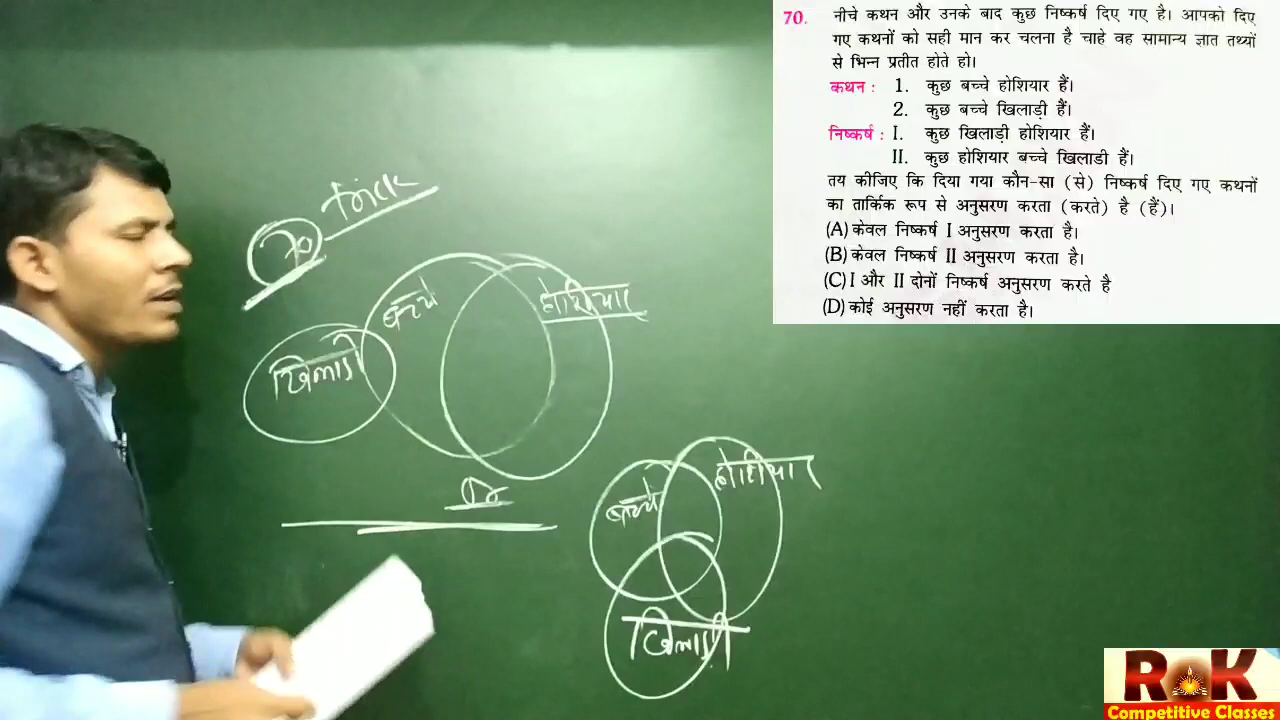 70. नीचे कथन और उनके बाद कुछ निष्कर्ष दिए गए है। आपको दिए
गए कथनों को सही मान कर चलना है चाहे वह सामान्य ज्ञात तथ्यों
से भिन्न प्रतीत होते हो।
कथन : 1. कुछ बच्चे होशियार हैं।
2. कुछ बच्चे खिलाड़ी हैं।
निष्कर्ष : I. कुछ खिलाड़ी होशियार हैं।
II. कुछ होशियार बच्चे खिलाडी हैं।
तय कीजिए कि दिया गया कौन-सा (से) निष्कर्ष दिए गए कथनों
का तार्किक रूप से अनुसरण करता (करते) है (हैं)।
(A) केवल निष्कर्ष I अनुसरण करता है।
(B) केवल निष्कर्ष II अनुसरण करता है।
(C) I और II दोनों निष्कर्ष अनुसरण करते है
(D) कोई अनुसरण नहीं करता है।
70 trick
बच्चे
होशियार
खिलाडी
बच्चे
होशियार
खिलाडी
RK
Competitive Classes